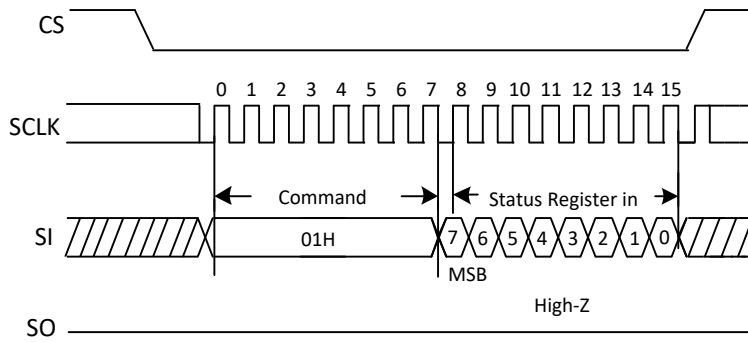 CS
0 1 2 3 4 5 6 7 8 9 10 11 12 13 14 15
SCLK
Command Status Register in
SI 01H 7 6 5 4 3 2 1 0
MSB
High-Z
SO